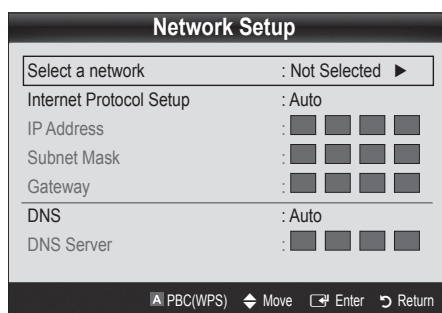 Network Setup
Select a network : Not Selected ►
Internet Protocol Setup : Auto
IP Address :
Subnet Mask :
Gateway :
DNS : Auto
DNS Server :
A PBC(WPS) Move Enter Return